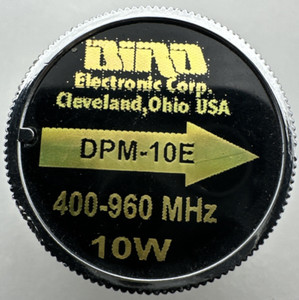 Bird
Electronic Corp.
Cleveland,Ohio USA
DPM-10E
400-960 MHz
10W